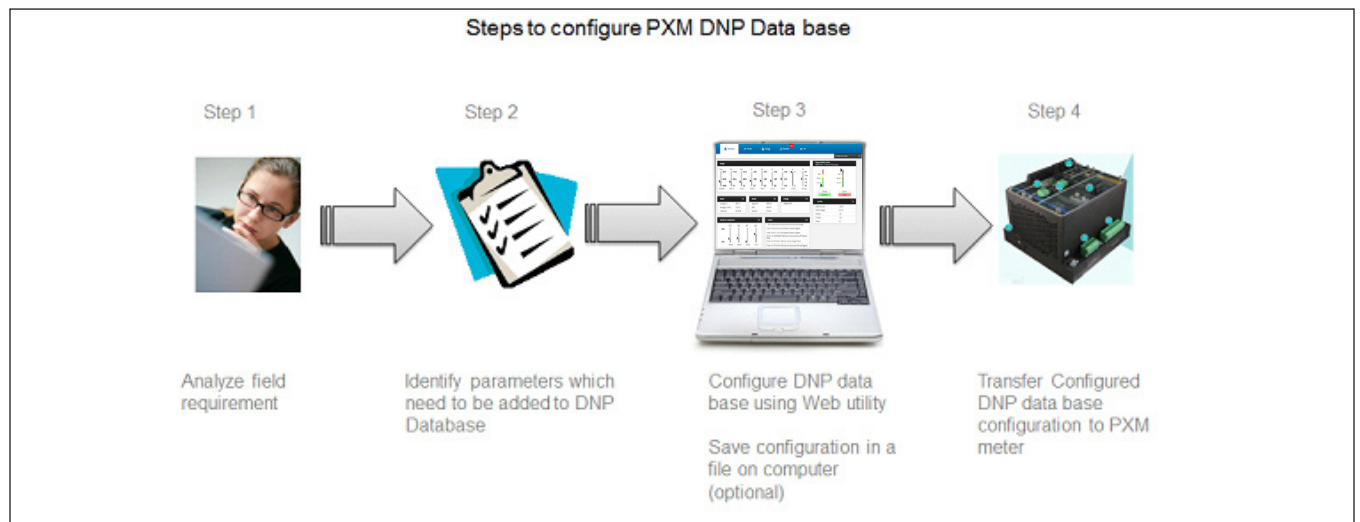 Steps to configure PXM DNP Data base
Step 1
Step 2
Step 3
Step 4
Analyze field
requirement
Identify parameters which
need to be added to DNP
Database
Configure DNP data
base using Web utility
Save configuration in a
file on computer
(optional)
Transfer Configured
DNP data base
configuration to PXM
meter